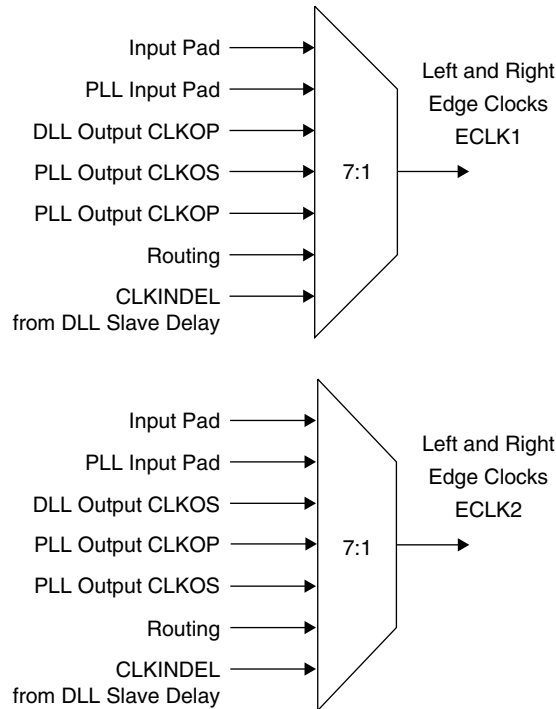 Input Pad
PLL Input Pad
DLL Output CLKOP
PLL Output CLKOS
PLL Output CLKOP
Routing
CLKINDEL
from DLL Slave Delay
7:1
Left and Right
Edge Clocks
ECLK1
Input Pad
PLL Input Pad
DLL Output CLKOS
PLL Output CLKOP
PLL Output CLKOS
Routing
CLKINDEL
from DLL Slave Delay
7:1
Left and Right
Edge Clocks
ECLK2